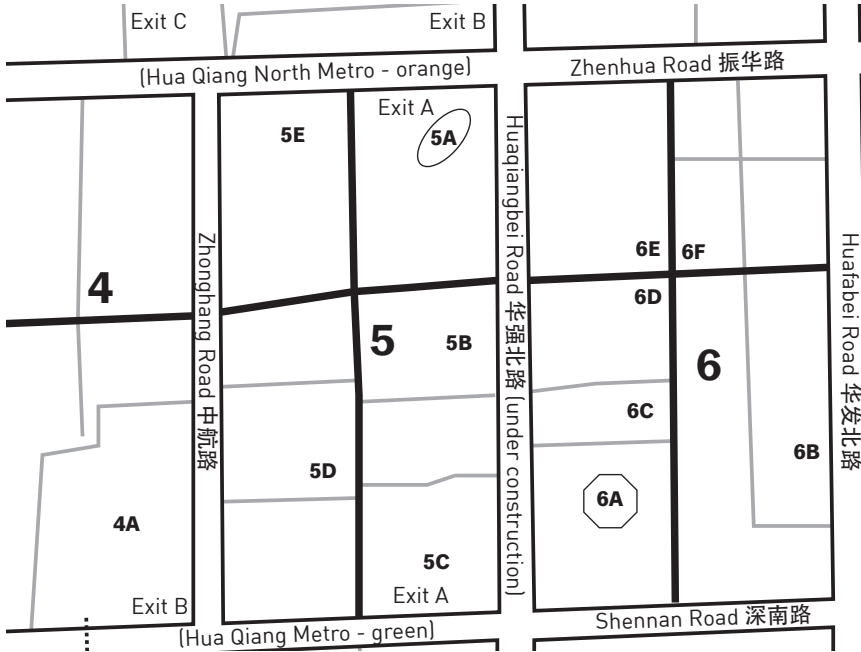 Exit C
Exit B
(Hua Qiang North Metro - orange)
Zhenhua Road 振华路
Exit A
5A
5E
Zhonghang Road 中航路
Huaqiangbei Road 华强北路 (under construction)
Huafabei Road 华发北路
4
5
5B
6E
6F
6D
6
6C
6B
5D
6A
4A
5C
Exit A
Exit B
(Hua Qiang Metro - green)
Shennan Road 深南路